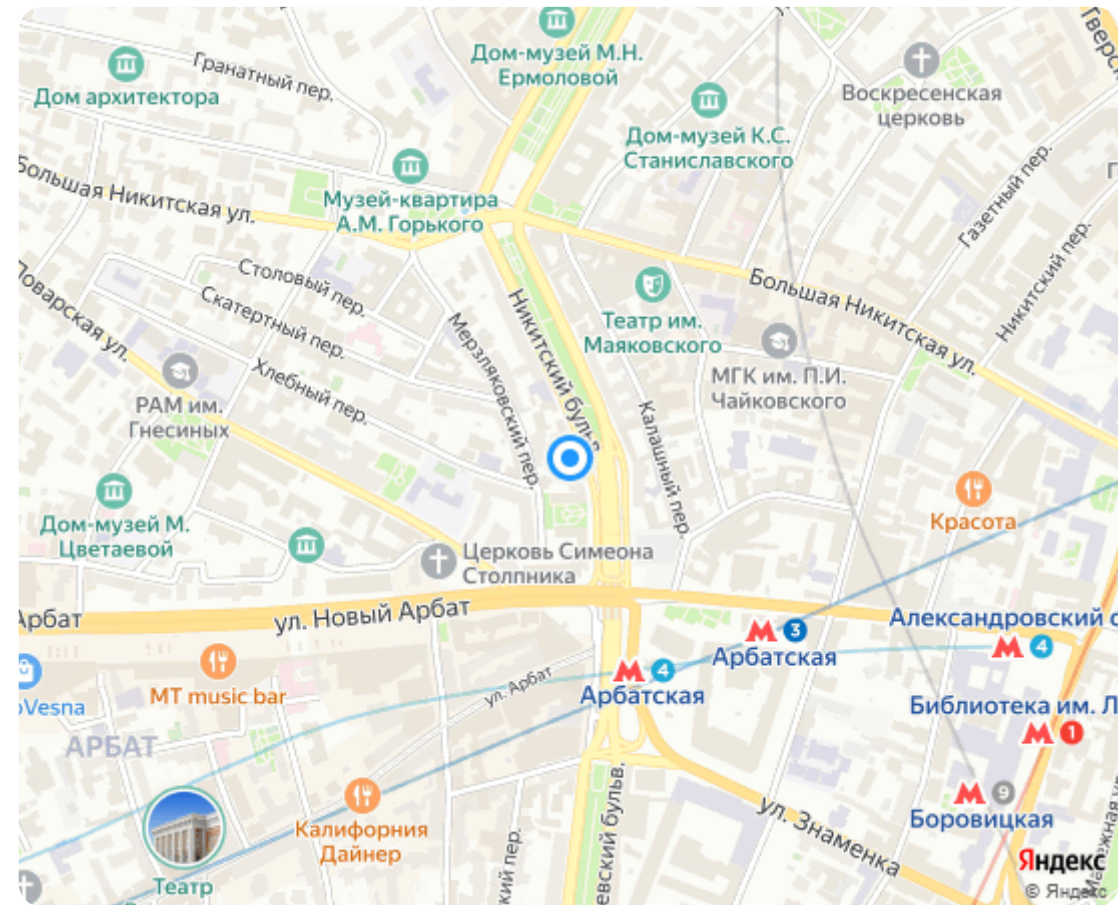 Дом-музей М.Н.
Ермоловой
Гранатный пер.
Дом архитектора
Воскресенская
церковь
Дом-музей К.С.
Станиславского
Большая Никитская ул.
Музей-квартира
А.М. Горького
Газетный пер.
Никитский пер.
Столовый пер.
Скатертный пер.
Поварская ул.
Хлебный пер.
Мерзляковский пер.
Никитский бульв.
Театр им.
Маяковского
Большая Никитская ул.
МГК им. П.И.
Чайковского
РАМ им.
Гнесиных
Калашный пер.
Дом-музей М.
Цветаевой
Красота
Церковь Симеона
Столпника
Арбат
ул. Новый Арбат
Александровский с
4
3
Арбатская
4
Арбатская
ул. Арбат
MT music bar
oVesna
АРБАТ
Библиотека им. Л
1
9
Боровицкая
Калифорния
Дайнер
ул. Знаменка
евский бульв.
кий пер.
Театр
Яндекс
© Яндекс